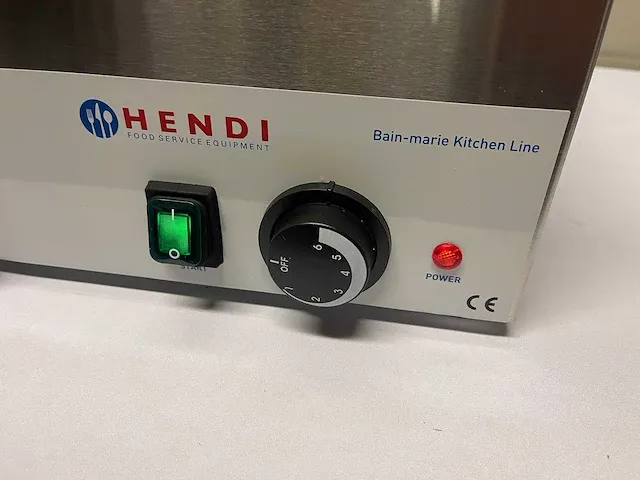 HENDI
FOOD SERVICE EQUIPMENT
Bain-marie Kitchen Line
START
OFF
1
2
3
4
5
6
POWER
CE